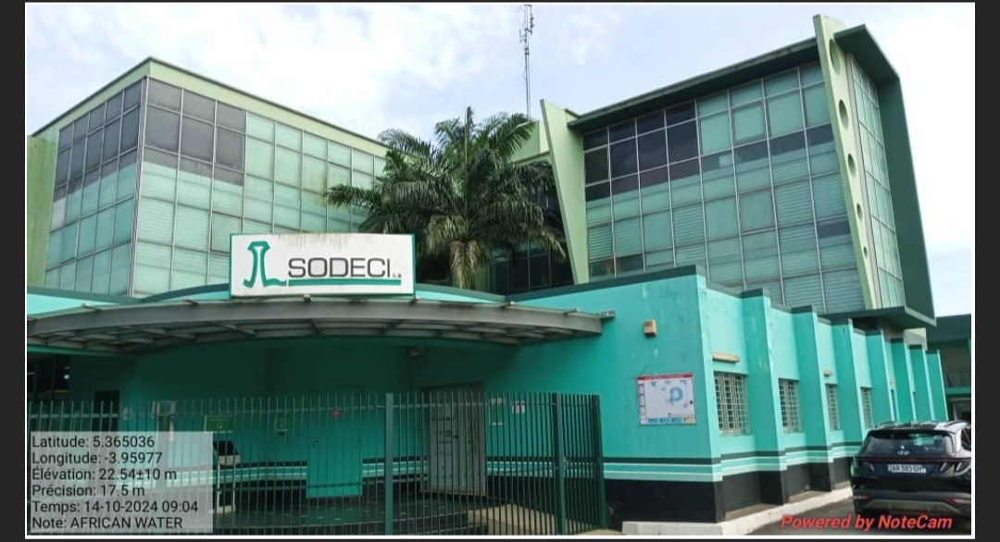 SODECI
Latitude: 5.365036
Longitude: -3.95977
Élévation: 22.54±10 m
Précision: 17.5 m
Temps: 14-10-2024 09:04
Note: AFRICAN WATER
Powered by NoteCam